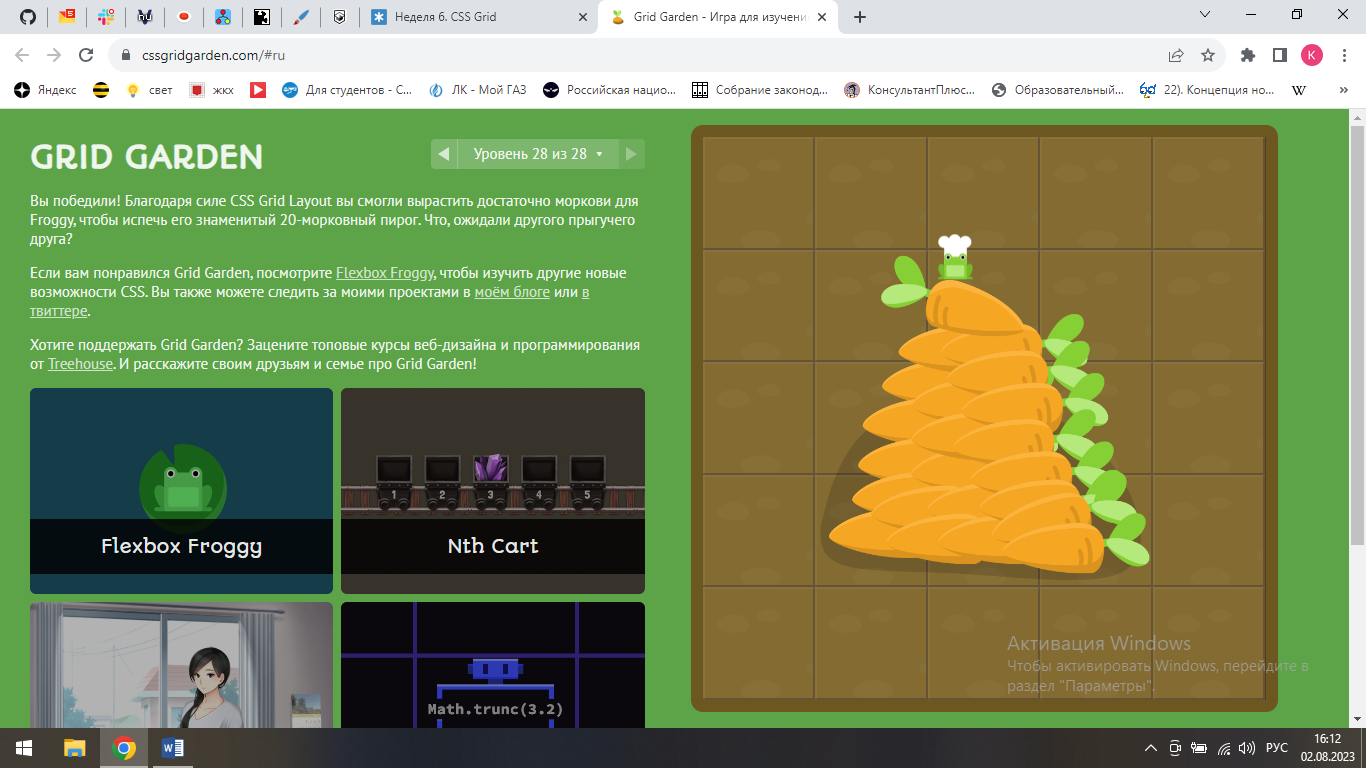 Неделя 6. CSS Grid
Grid Garden - Игра для изучени
cssgridgarden.com/#ru
K
Яндекс
свет
жкх
Для студентов - С...
ЛК - Мой ГАЗ
Российская нацио...
Собрание законод...
КонсультантПлюс...
Образовательный...
22). Концепция но...
W
»
GRID GARDEN
Уровень 28 из 28
Вы победили! Благодаря силе CSS Grid Layout вы смогли вырастить достаточно моркови для
Froggy, чтобы испечь его знаменитый 20-морковный пирог. Что, ожидали другого прыгучего
друга?
Если вам понравился Grid Garden, посмотрите Flexbox Froggy, чтобы изучить другие новые
возможности CSS. Вы также можете следить за моими проектами в моём блоге или в
твиттере.
Хотите поддержать Grid Garden? Зацените топовые курсы веб-дизайна и программирования
от Treehouse. И расскажите своим друзьям и семье про Grid Garden!
Flexbox Froggy
1 2 3 4 5
Nth Cart
Math.trunc(3.2)
Активация Windows
Чтобы активировать Windows, перейдите в
раздел "Параметры".
РУС
16:12
02.08.2023